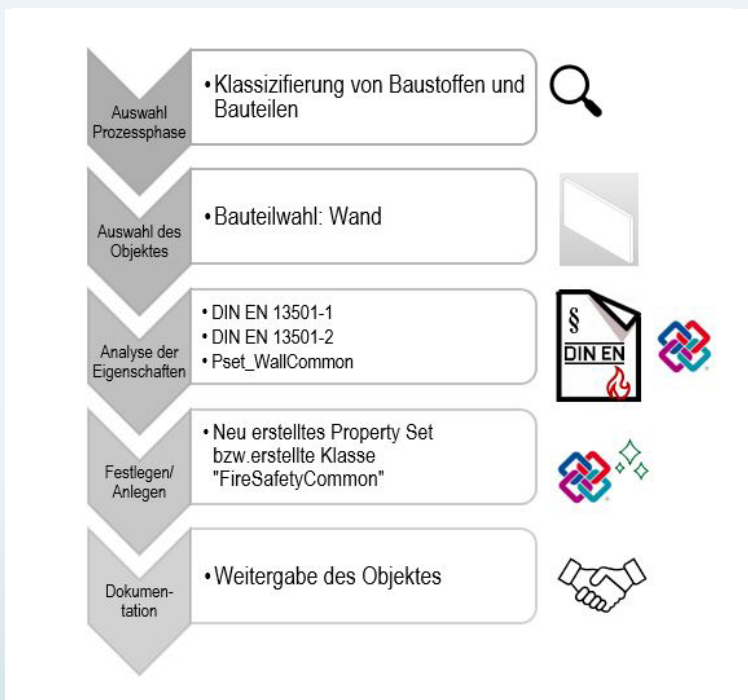 Auswahl
Prozessphase
•Klassizifierung von Baustoffen und
Bauteilen
Auswahl des
Objektes
•Bauteilwahl: Wand
Analyse der
Eigenschaften
• DIN EN 13501-1
• DIN EN 13501-2
• Pset_WallCommon
§
DIN EN
Festlegen/
Anlegen
•Neu erstelltes Property Set
bzw.erstellte Klasse
"FireSafetyCommon"
Dokumen-
tation
•Weitergabe des Objektes